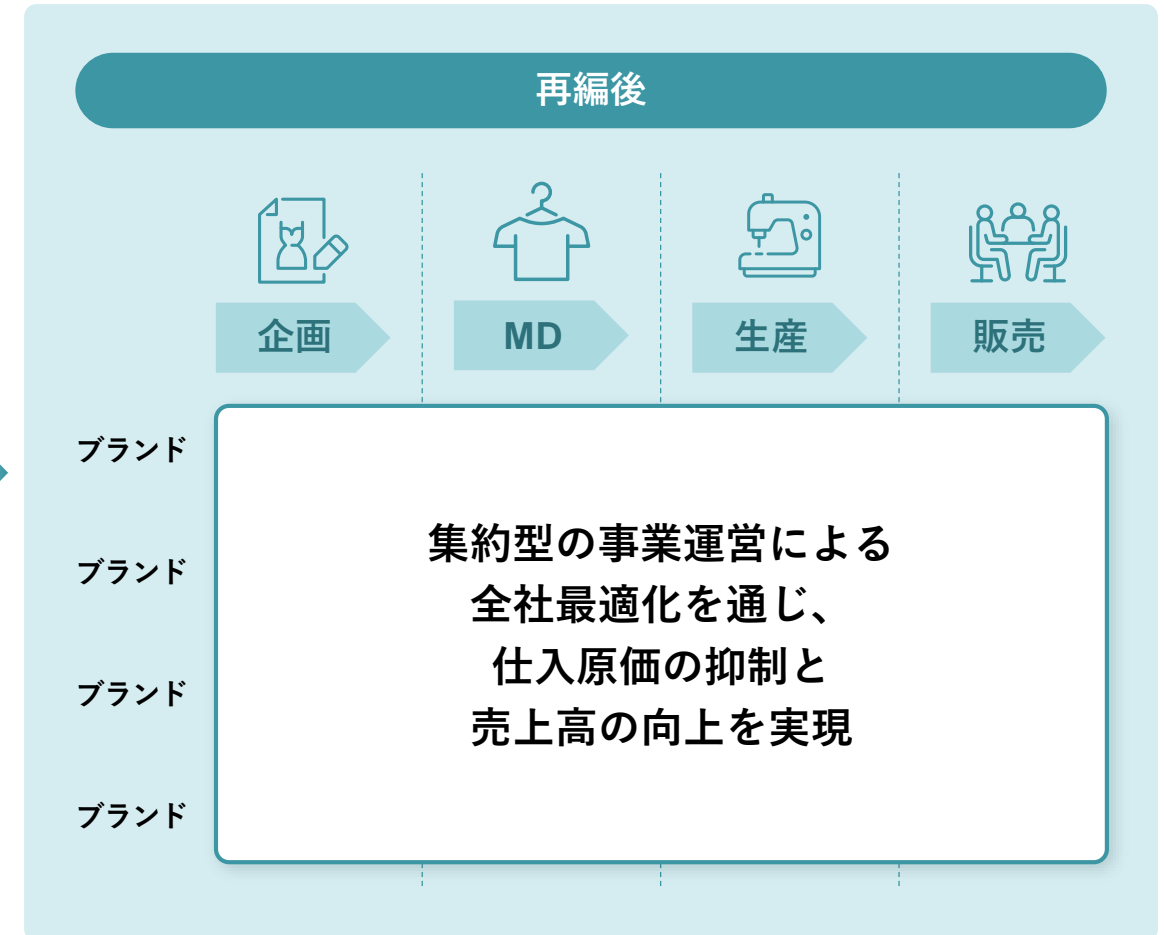 再編後
企画
MD
生産
販売
ブランド
ブランド
ブランド
ブランド
集約型の事業運営による
全社最適化を通じ、
仕入原価の抑制と
売上高の向上を実現